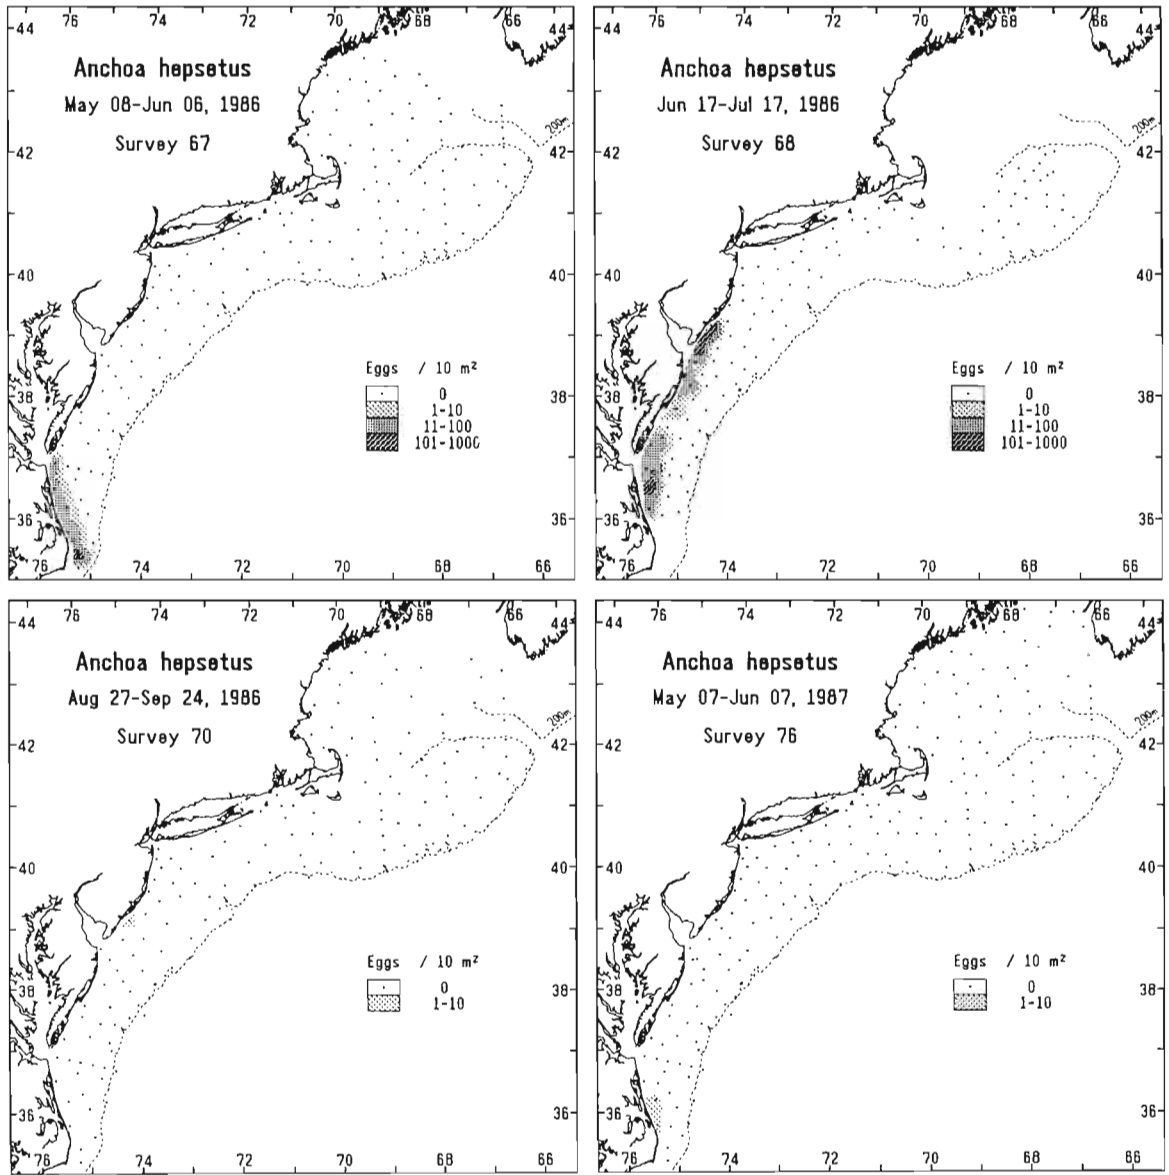 76 74 72 70 68 66
44 44
Anchoa hepsetus
May 08-Jun 06, 1986
Survey 67
200m
42 42
40 40
Eggs / 10 m²
0
1-10
11-100
101-1000
38 38
36 36
76 74 72 70 68 66
76 74 72 70 68 66
44 44
Anchoa hepsetus
Jun 17-Jul 17, 1986
Survey 68
200m
42 42
40 40
Eggs / 10 m²
0
1-10
11-100
101-1000
38 38
36 36
76 74 72 70 68 66
76 74 72 70 68 66
44 44
Anchoa hepsetus
Aug 27-Sep 24, 1986
Survey 70
200m
42 42
40 40
Eggs / 10 m²
0
1-10
38 38
36 36
76 74 72 70 68 66
76 74 72 70 68 66
44 44
Anchoa hepsetus
May 07-Jun 07, 1987
Survey 76
200m
42 42
40 40
Eggs / 10 m²
0
1-10
38 38
36 36
76 74 72 70 68 66